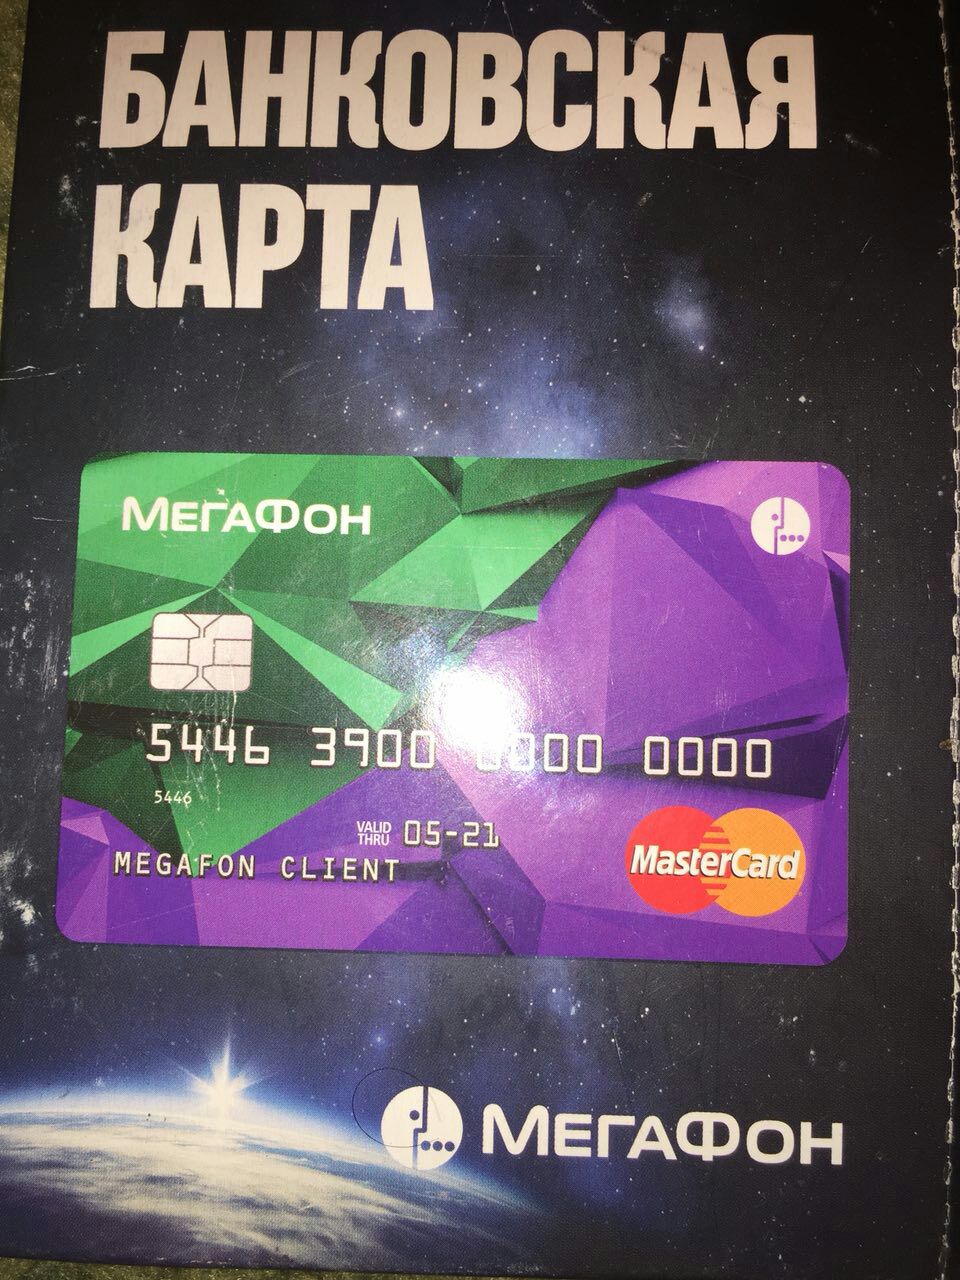 БАНКОВСКАЯ
КАРТА
МЕГАФОН
5446 3900 0000 0000
5446
VALID THRU 05-21
MEGAFON CLIENT
MasterCard
МЕГАФОН